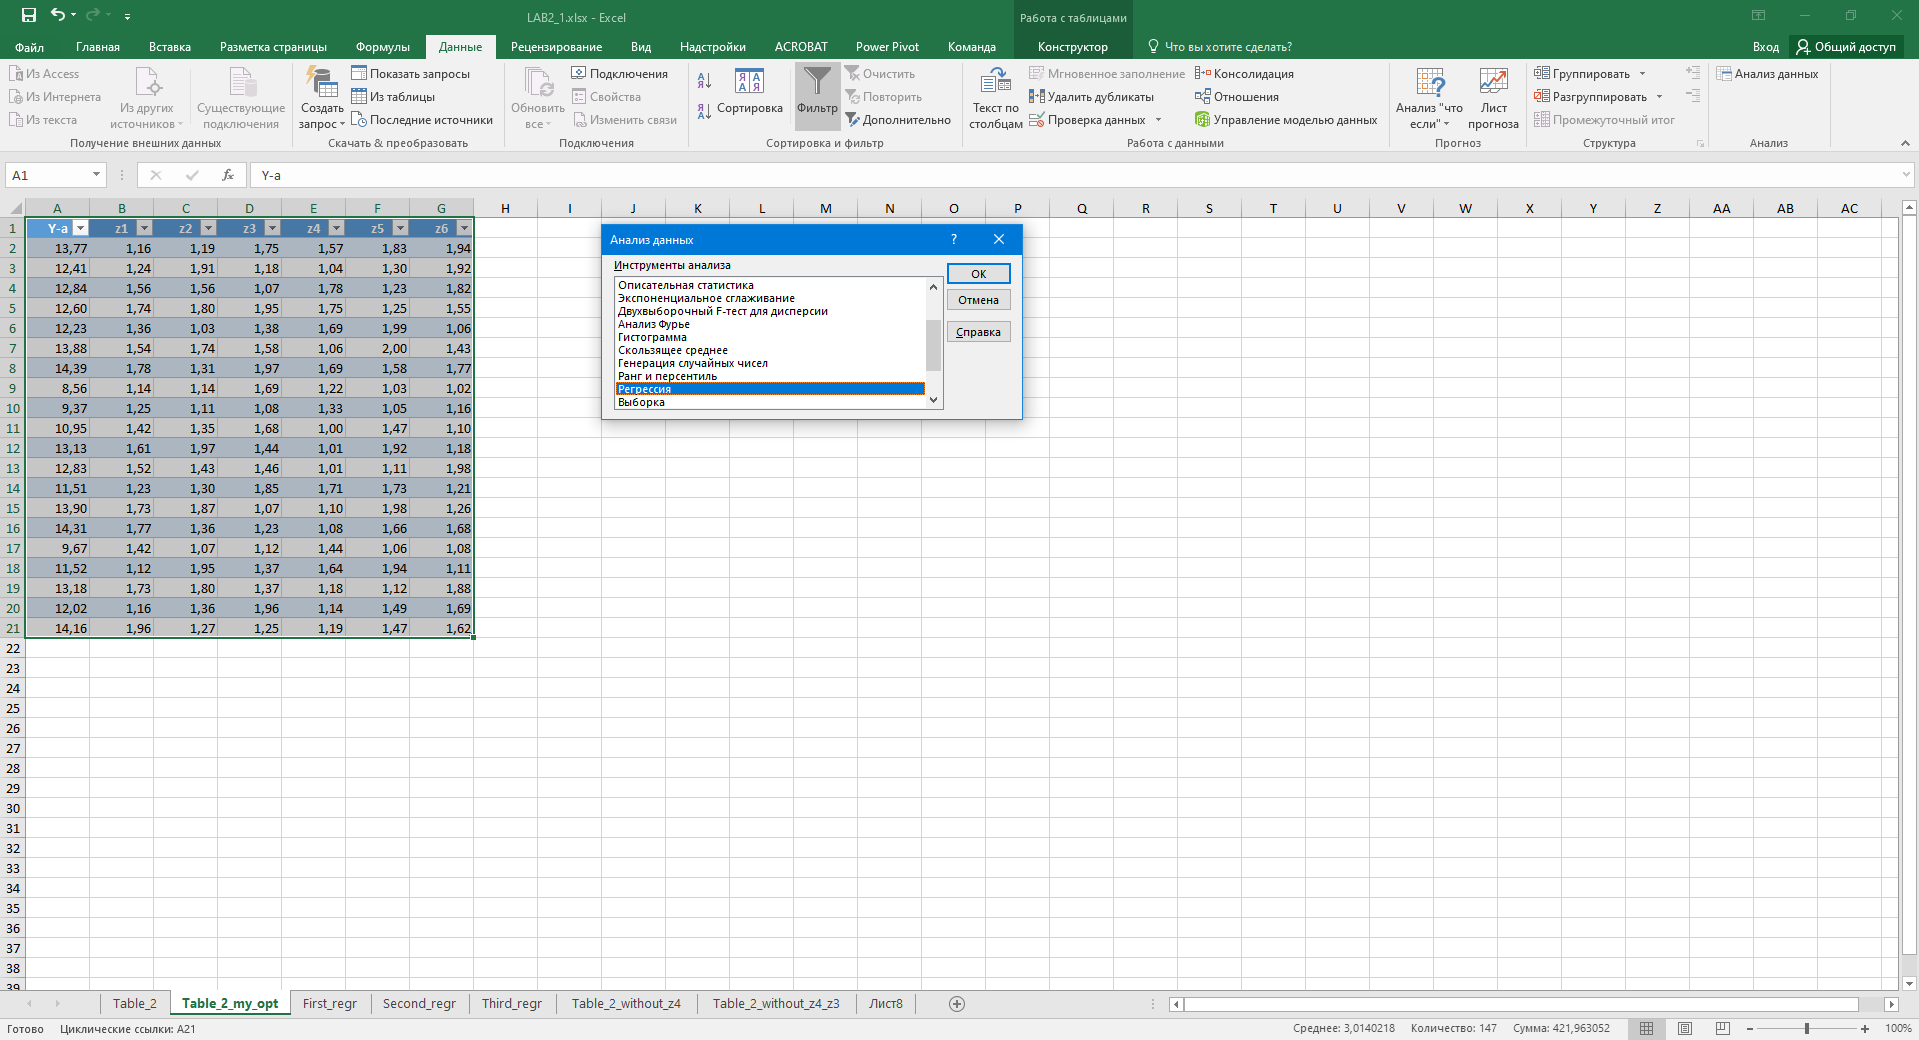 LAB2_1.xlsx - Excel
Работа с таблицами
Файл Главная Вставка Разметка страницы Формулы Данные Рецензирование Вид Надстройки ACROBAT Power Pivot Команда Конструктор Что вы хотите сделать? Вход Общий доступ
Из Access
Из Интернета
Из текста
Из других источников
Существующие подключения
Получение внешних данных
Создать запрос
Показать запросы
Из таблицы
Последние источники
Скачать & преобразовать
Обновить все
Подключения
Свойства
Изменить связи
Подключения
Сортировка
Фильтр
Очистить
Повторить
Дополнительно
Сортировка и фильтр
Текст по столбцам
Мгновенное заполнение
Удалить дубликаты
Проверка данных
Консолидация
Отношения
Управление моделью данных
Работа с данными
Анализ "что если"
Лист прогноза
Прогноз
Группировать
Разгруппировать
Промежуточный итог
Структура
Анализ данных
Анализ
A1 fx Y-a
A B C D E F G H I J K L M N O P Q R S T U V W X Y Z AA AB AC
1 Y-a z1 z2 z3 z4 z5 z6
2 13,77 1,16 1,19 1,75 1,57 1,83 1,94
3 12,41 1,24 1,91 1,18 1,04 1,30 1,92
4 12,84 1,56 1,56 1,07 1,78 1,23 1,82
5 12,60 1,74 1,80 1,95 1,75 1,25 1,55
6 12,23 1,36 1,03 1,38 1,69 1,99 1,06
7 13,88 1,54 1,74 1,58 1,06 2,00 1,43
8 14,39 1,78 1,31 1,97 1,69 1,58 1,77
9 8,56 1,14 1,14 1,69 1,22 1,03 1,02
10 9,37 1,25 1,11 1,08 1,33 1,05 1,16
11 10,95 1,42 1,35 1,68 1,00 1,47 1,10
12 13,13 1,61 1,97 1,44 1,01 1,92 1,18
13 12,83 1,52 1,43 1,46 1,01 1,11 1,98
14 11,51 1,23 1,30 1,85 1,71 1,73 1,21
15 13,90 1,73 1,87 1,07 1,10 1,98 1,26
16 14,31 1,77 1,36 1,23 1,08 1,66 1,68
17 9,67 1,42 1,07 1,12 1,44 1,06 1,08
18 11,52 1,12 1,95 1,37 1,64 1,94 1,11
19 13,18 1,73 1,80 1,37 1,18 1,12 1,88
20 12,02 1,16 1,36 1,96 1,14 1,49 1,69
21 14,16 1,96 1,27 1,25 1,19 1,47 1,62
22
23
24
25
26
27
28
29
30
31
32
33
34
35
36
37
38
39
Анализ данных ?
Инструменты анализа
Описательная статистика
Экспоненциальное сглаживание
Двухвыборочный F-тест для дисперсии
Анализ Фурье
Гистограмма
Скользящее среднее
Генерация случайных чисел
Ранг и персентиль
Регрессия
Выборка
OK
Отмена
Справка
Table_2 Table_2_my_opt First_regr Second_regr Third_regr Table_2_without_z4 Table_2_without_z4_z3 Лист8
Готово Циклические ссылки: A21 Среднее: 3,0140218 Количество: 147 Сумма: 421,963052 100%